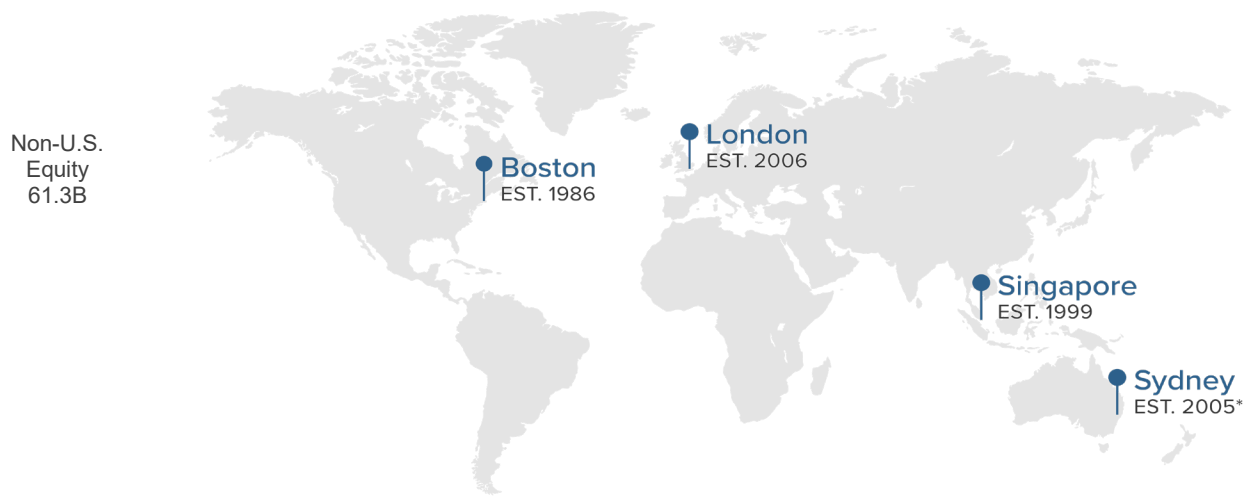 Non-U.S.
Equity
61.3B
London
EST. 2006
Boston
EST. 1986
Singapore
EST. 1999
Sydney
EST. 2005*